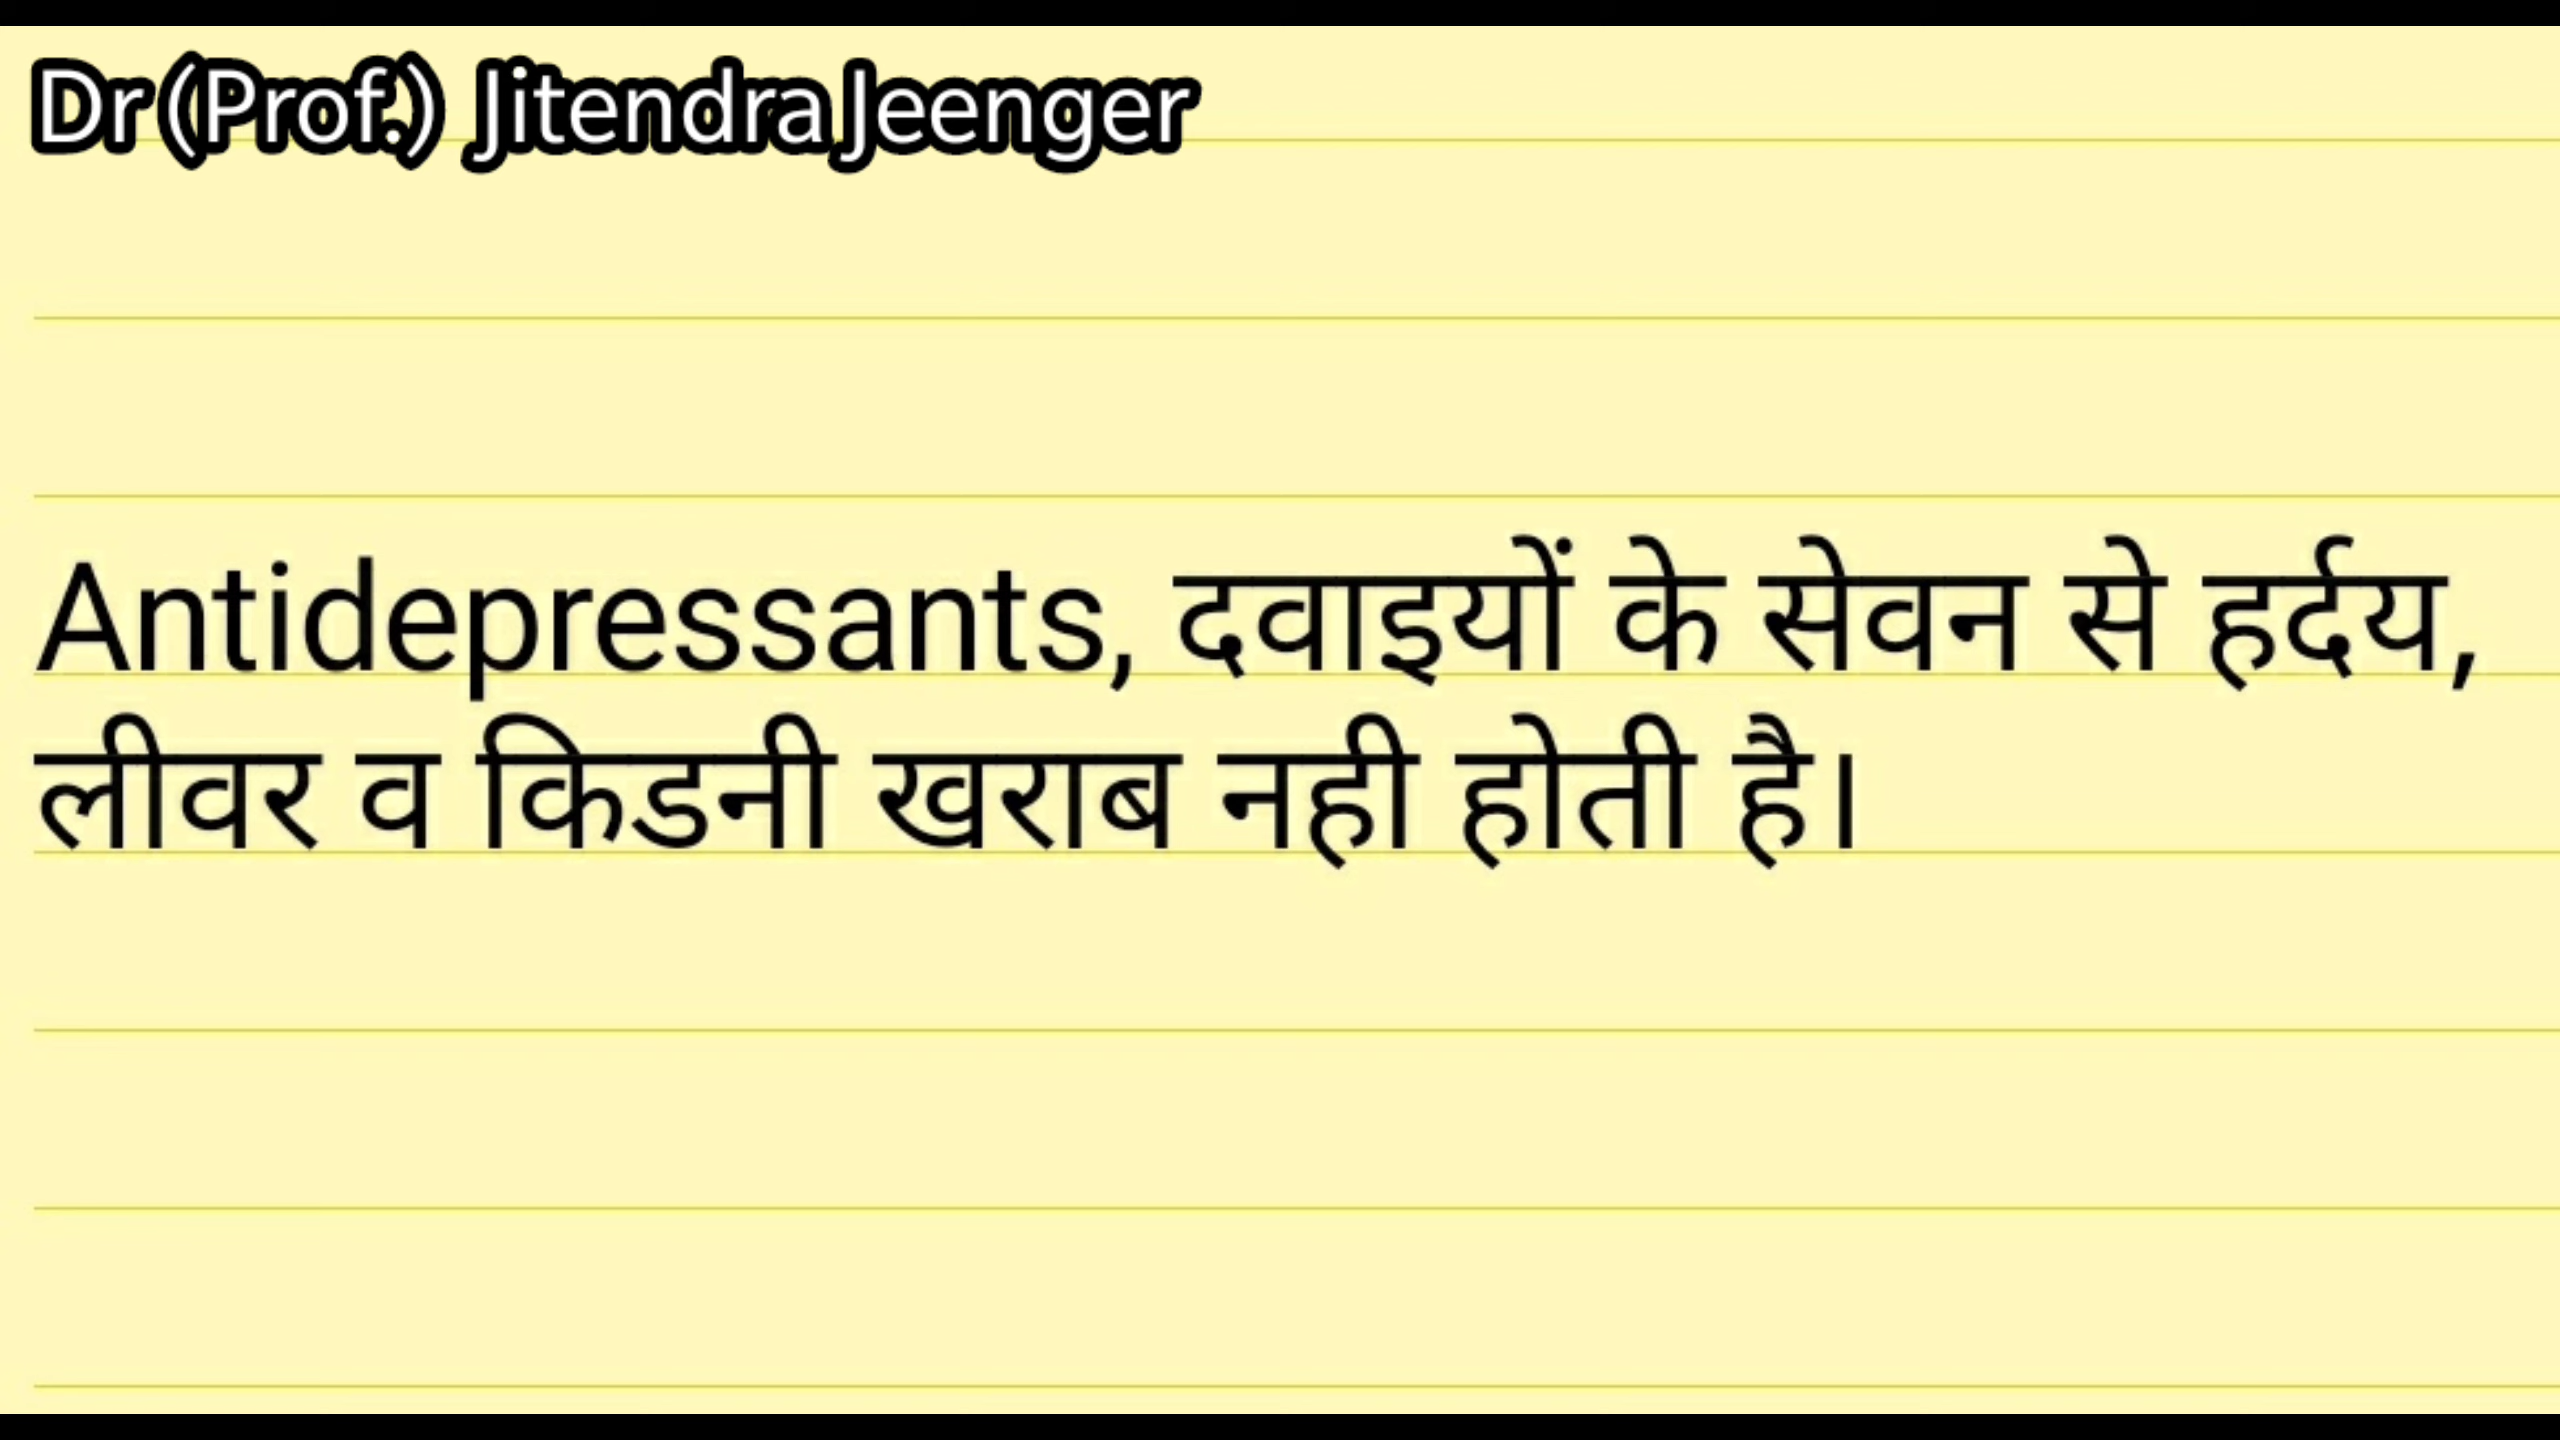 Dr (Prof.) Jitendra Jeenger
Antidepressants, दवाइयों के सेवन से हर्दय,
लीवर व किडनी खराब नही होती है।